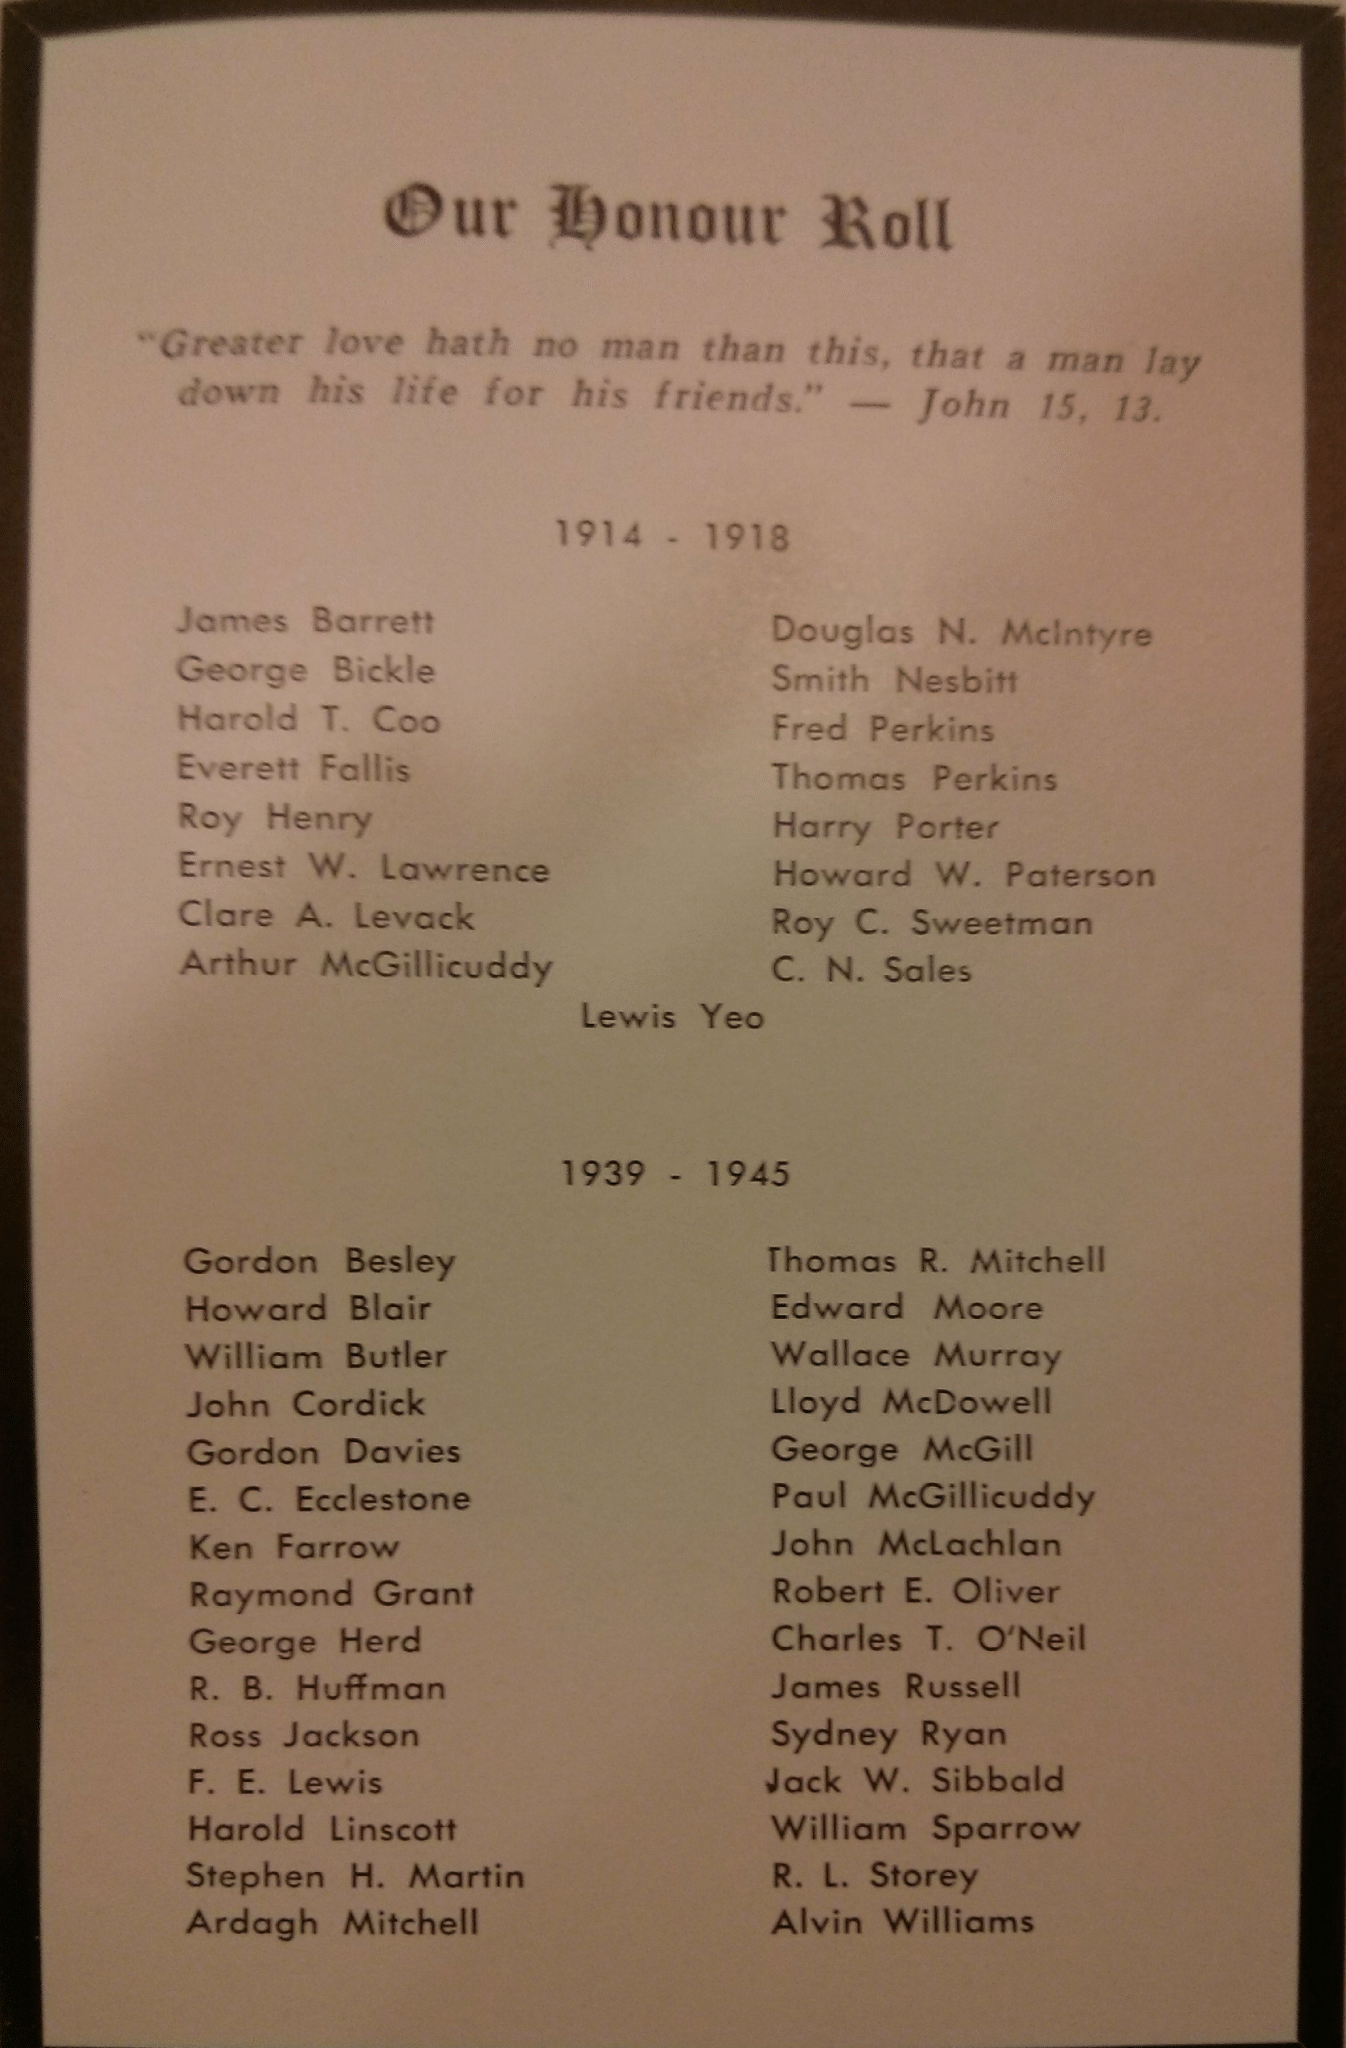 Our Honour Roll
"Greater love hath no man than this, that a man lay
down his life for his friends." — John 15, 13.
1914 - 1918
James Barrett
George Bickle
Harold T. Coo
Everett Fallis
Roy Henry
Ernest W. Lawrence
Clare A. Levack
Arthur McGillicuddy
Douglas N. McIntyre
Smith Nesbitt
Fred Perkins
Thomas Perkins
Harry Porter
Howard W. Paterson
Roy C. Sweetman
C. N. Sales
Lewis Yeo
1939 - 1945
Gordon Besley
Howard Blair
William Butler
John Cordick
Gordon Davies
E. C. Ecclestone
Ken Farrow
Raymond Grant
George Herd
R. B. Huffman
Ross Jackson
F. E. Lewis
Harold Linscott
Stephen H. Martin
Ardagh Mitchell
Thomas R. Mitchell
Edward Moore
Wallace Murray
Lloyd McDowell
George McGill
Paul McGillicuddy
John McLachlan
Robert E. Oliver
Charles T. O'Neil
James Russell
Sydney Ryan
Jack W. Sibbald
William Sparrow
R. L. Storey
Alvin Williams